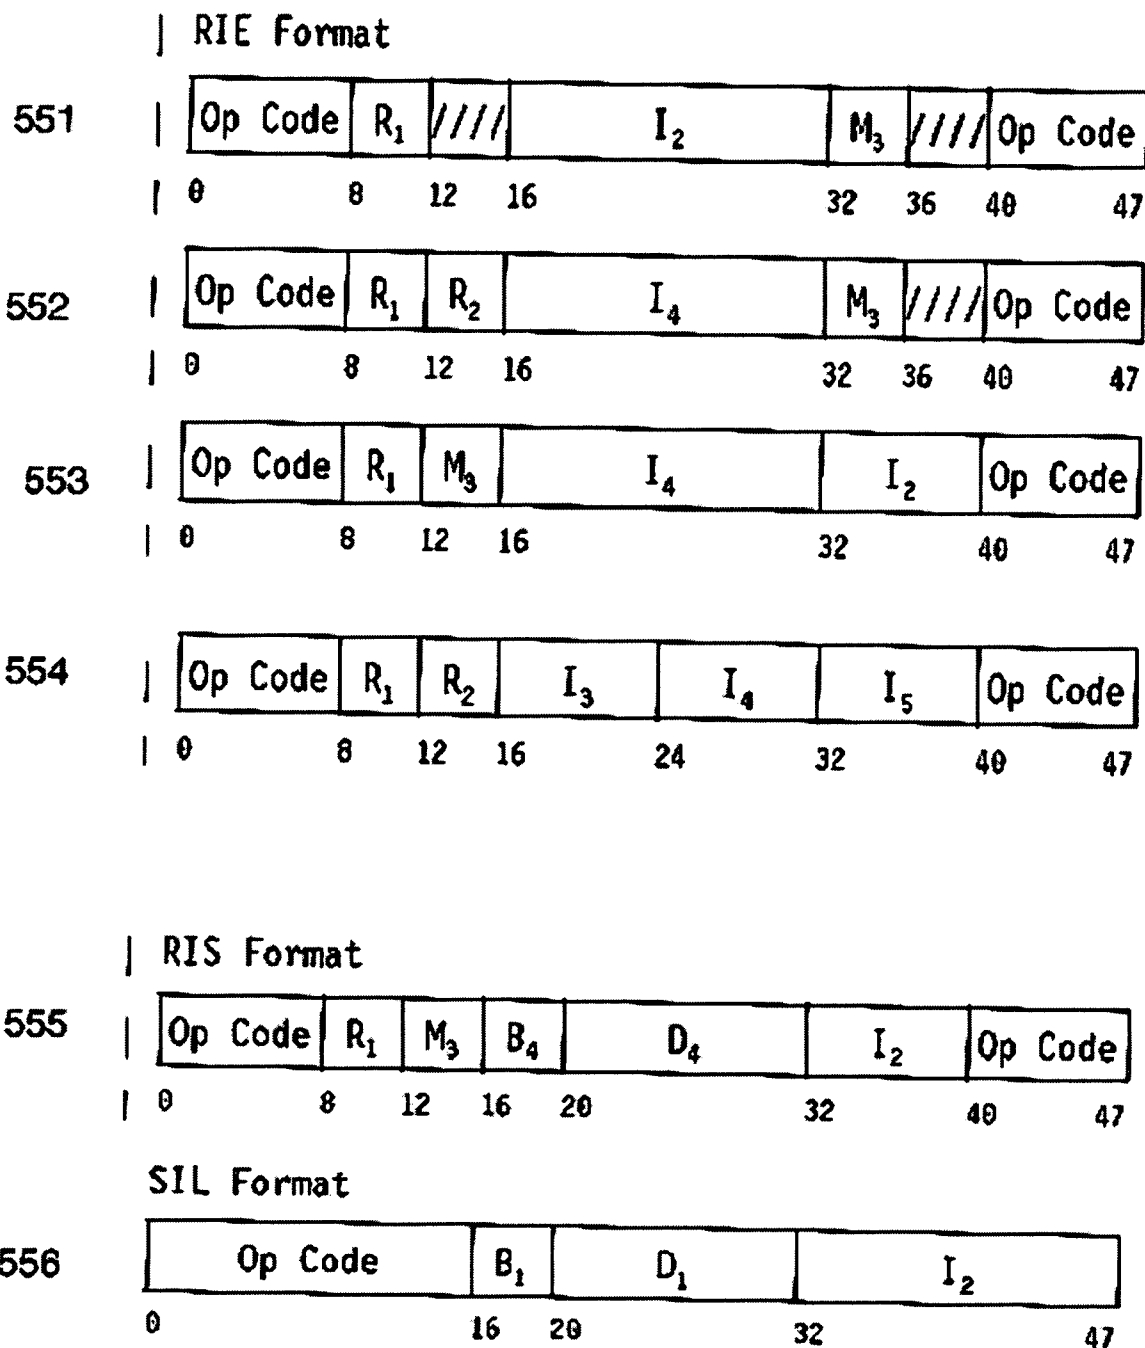 | RIE Format
551 | Op Code R₁ //// I₂ M₃ //// Op Code
| 0 8 12 16 32 36 40 47
552 | Op Code R₁ R₂ I₄ M₃ //// Op Code
| 0 8 12 16 32 36 40 47
553 | Op Code R₁ M₃ I₄ I₂ Op Code
| 0 8 12 16 32 40 47
554 | Op Code R₁ R₂ I₃ I₄ I₅ Op Code
| 0 8 12 16 24 32 40 47
| RIS Format
555 | Op Code R₁ M₃ B₄ D₄ I₂ Op Code
| 0 8 12 16 20 32 40 47
SIL Format
556 Op Code B₁ D₁ I₂
0 16 20 32 47